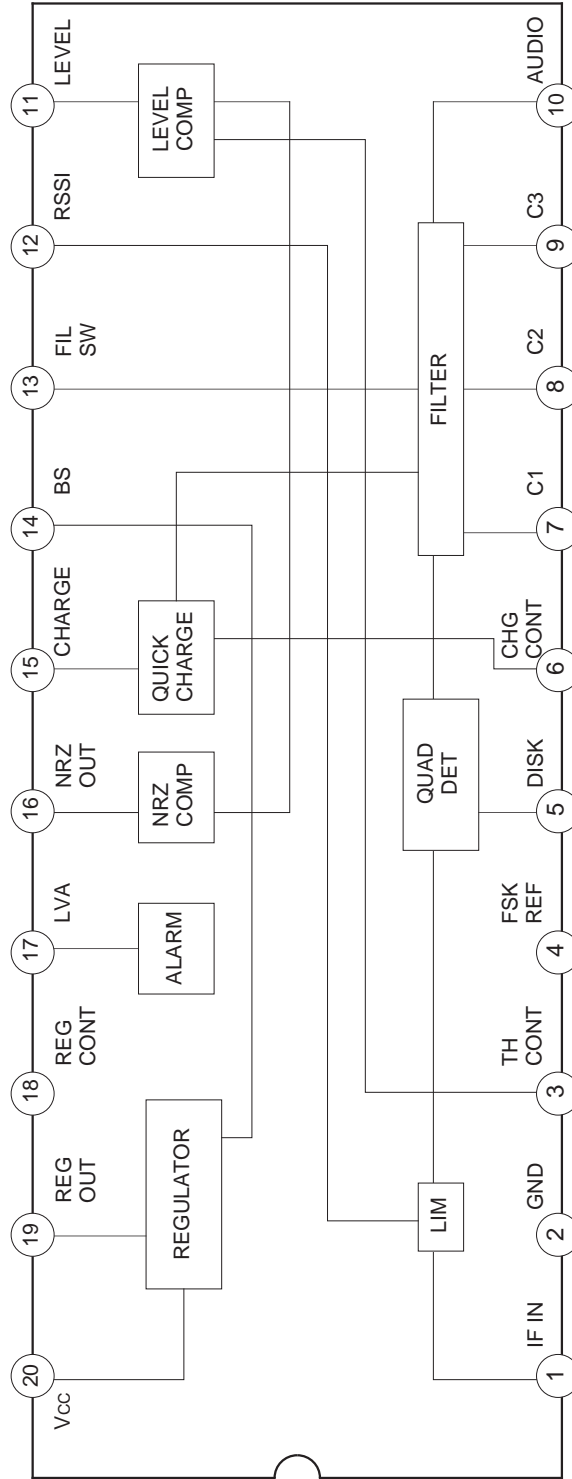 20
19
18
17
16
15
14
13
12
11
Vcc
REG
OUT
REG
CONT
LVA
NRZ
OUT
CHARGE
BS
FIL
SW
RSSI
LEVEL
REGULATOR
ALARM
NRZ
COMP
QUICK
CHARGE
LEVEL
COMP
LIM
QUAD
DET
FILTER
IF IN
GND
TH
CONT
FSK
REF
DISK
CHG
CONT
C1
C2
C3
AUDIO
1
2
3
4
5
6
7
8
9
10